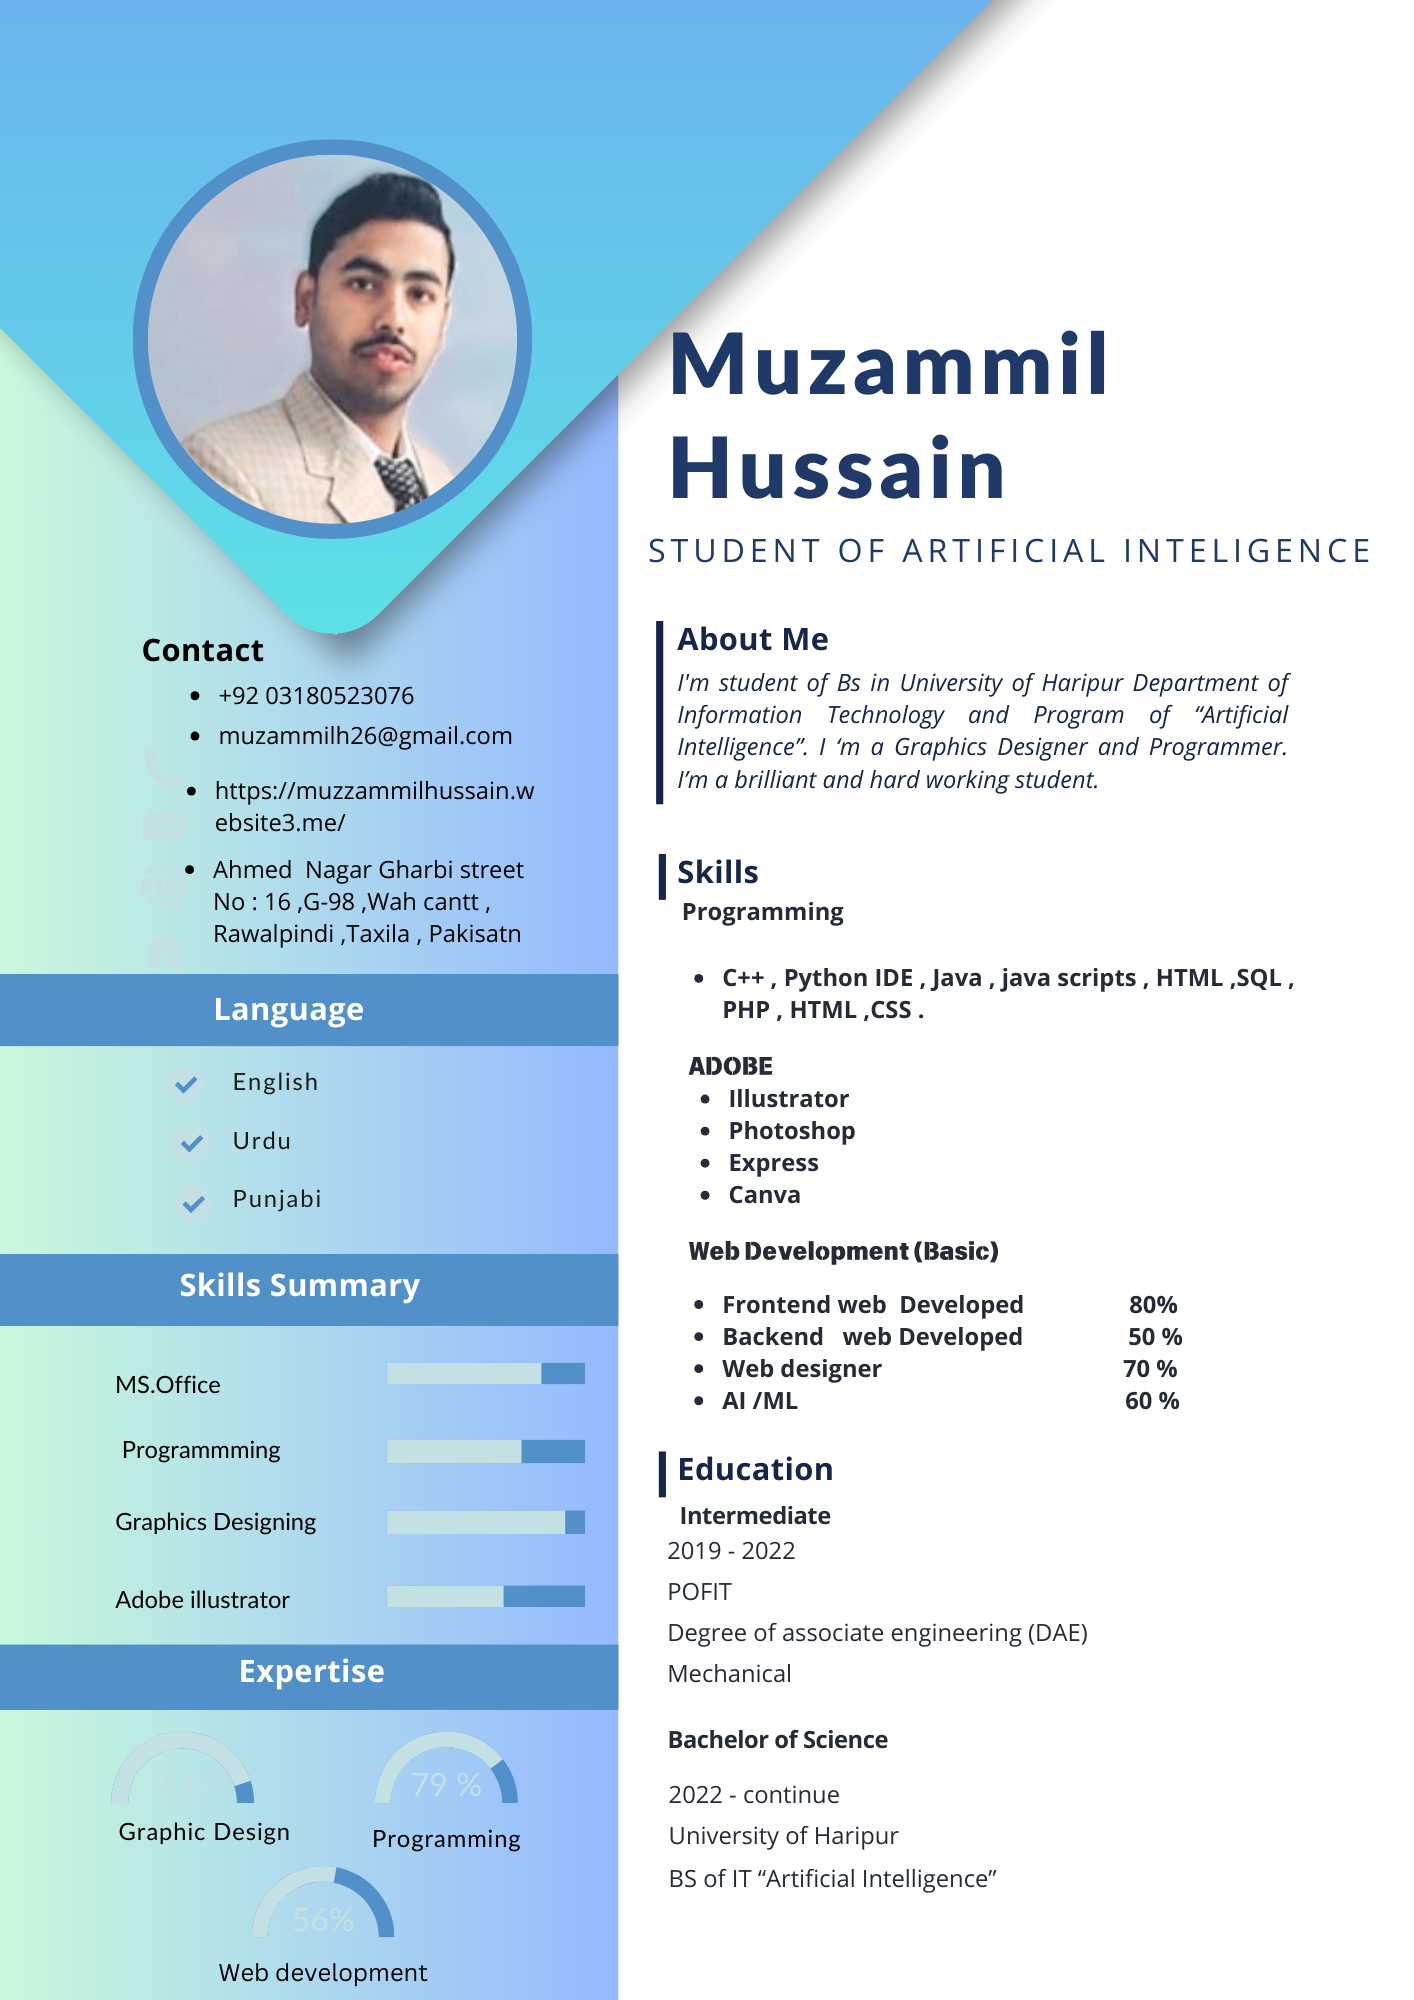 Muzammil
Hussain
STUDENT OF ARTIFICIAL INTELIGENCE
Contact
• +92 03180523076
• muzammilh26@gmail.com
• https://muzzammilhussain.w
ebsite3.me/
• Ahmed Nagar Gharbi street
No : 16 ,G-98 ,Wah cantt ,
Rawalpindi ,Taxila , Pakisatn
Language
English
Urdu
Punjabi
Skills Summary
MS.Office
Programmming
Graphics Designing
Adobe illustrator
Expertise
Graphic Design
79 %
Programming
56%
Web development
About Me
I'm student of Bs in University of Haripur Department of
Information Technology and Program of “Artificial
Intelligence”. I ‘m a Graphics Designer and Programmer.
I’m a brilliant and hard working student.
Skills
Programming
• C++ , Python IDE , Java , java scripts , HTML ,SQL ,
PHP , HTML ,CSS .
ADOBE
• Illustrator
• Photoshop
• Express
• Canva
Web Development (Basic)
• Frontend web Developed 80%
• Backend web Developed 50 %
• Web designer 70 %
• AI /ML 60 %
Education
Intermediate
2019 - 2022
POFIT
Degree of associate engineering (DAE)
Mechanical
Bachelor of Science
2022 - continue
University of Haripur
BS of IT “Artificial Intelligence”